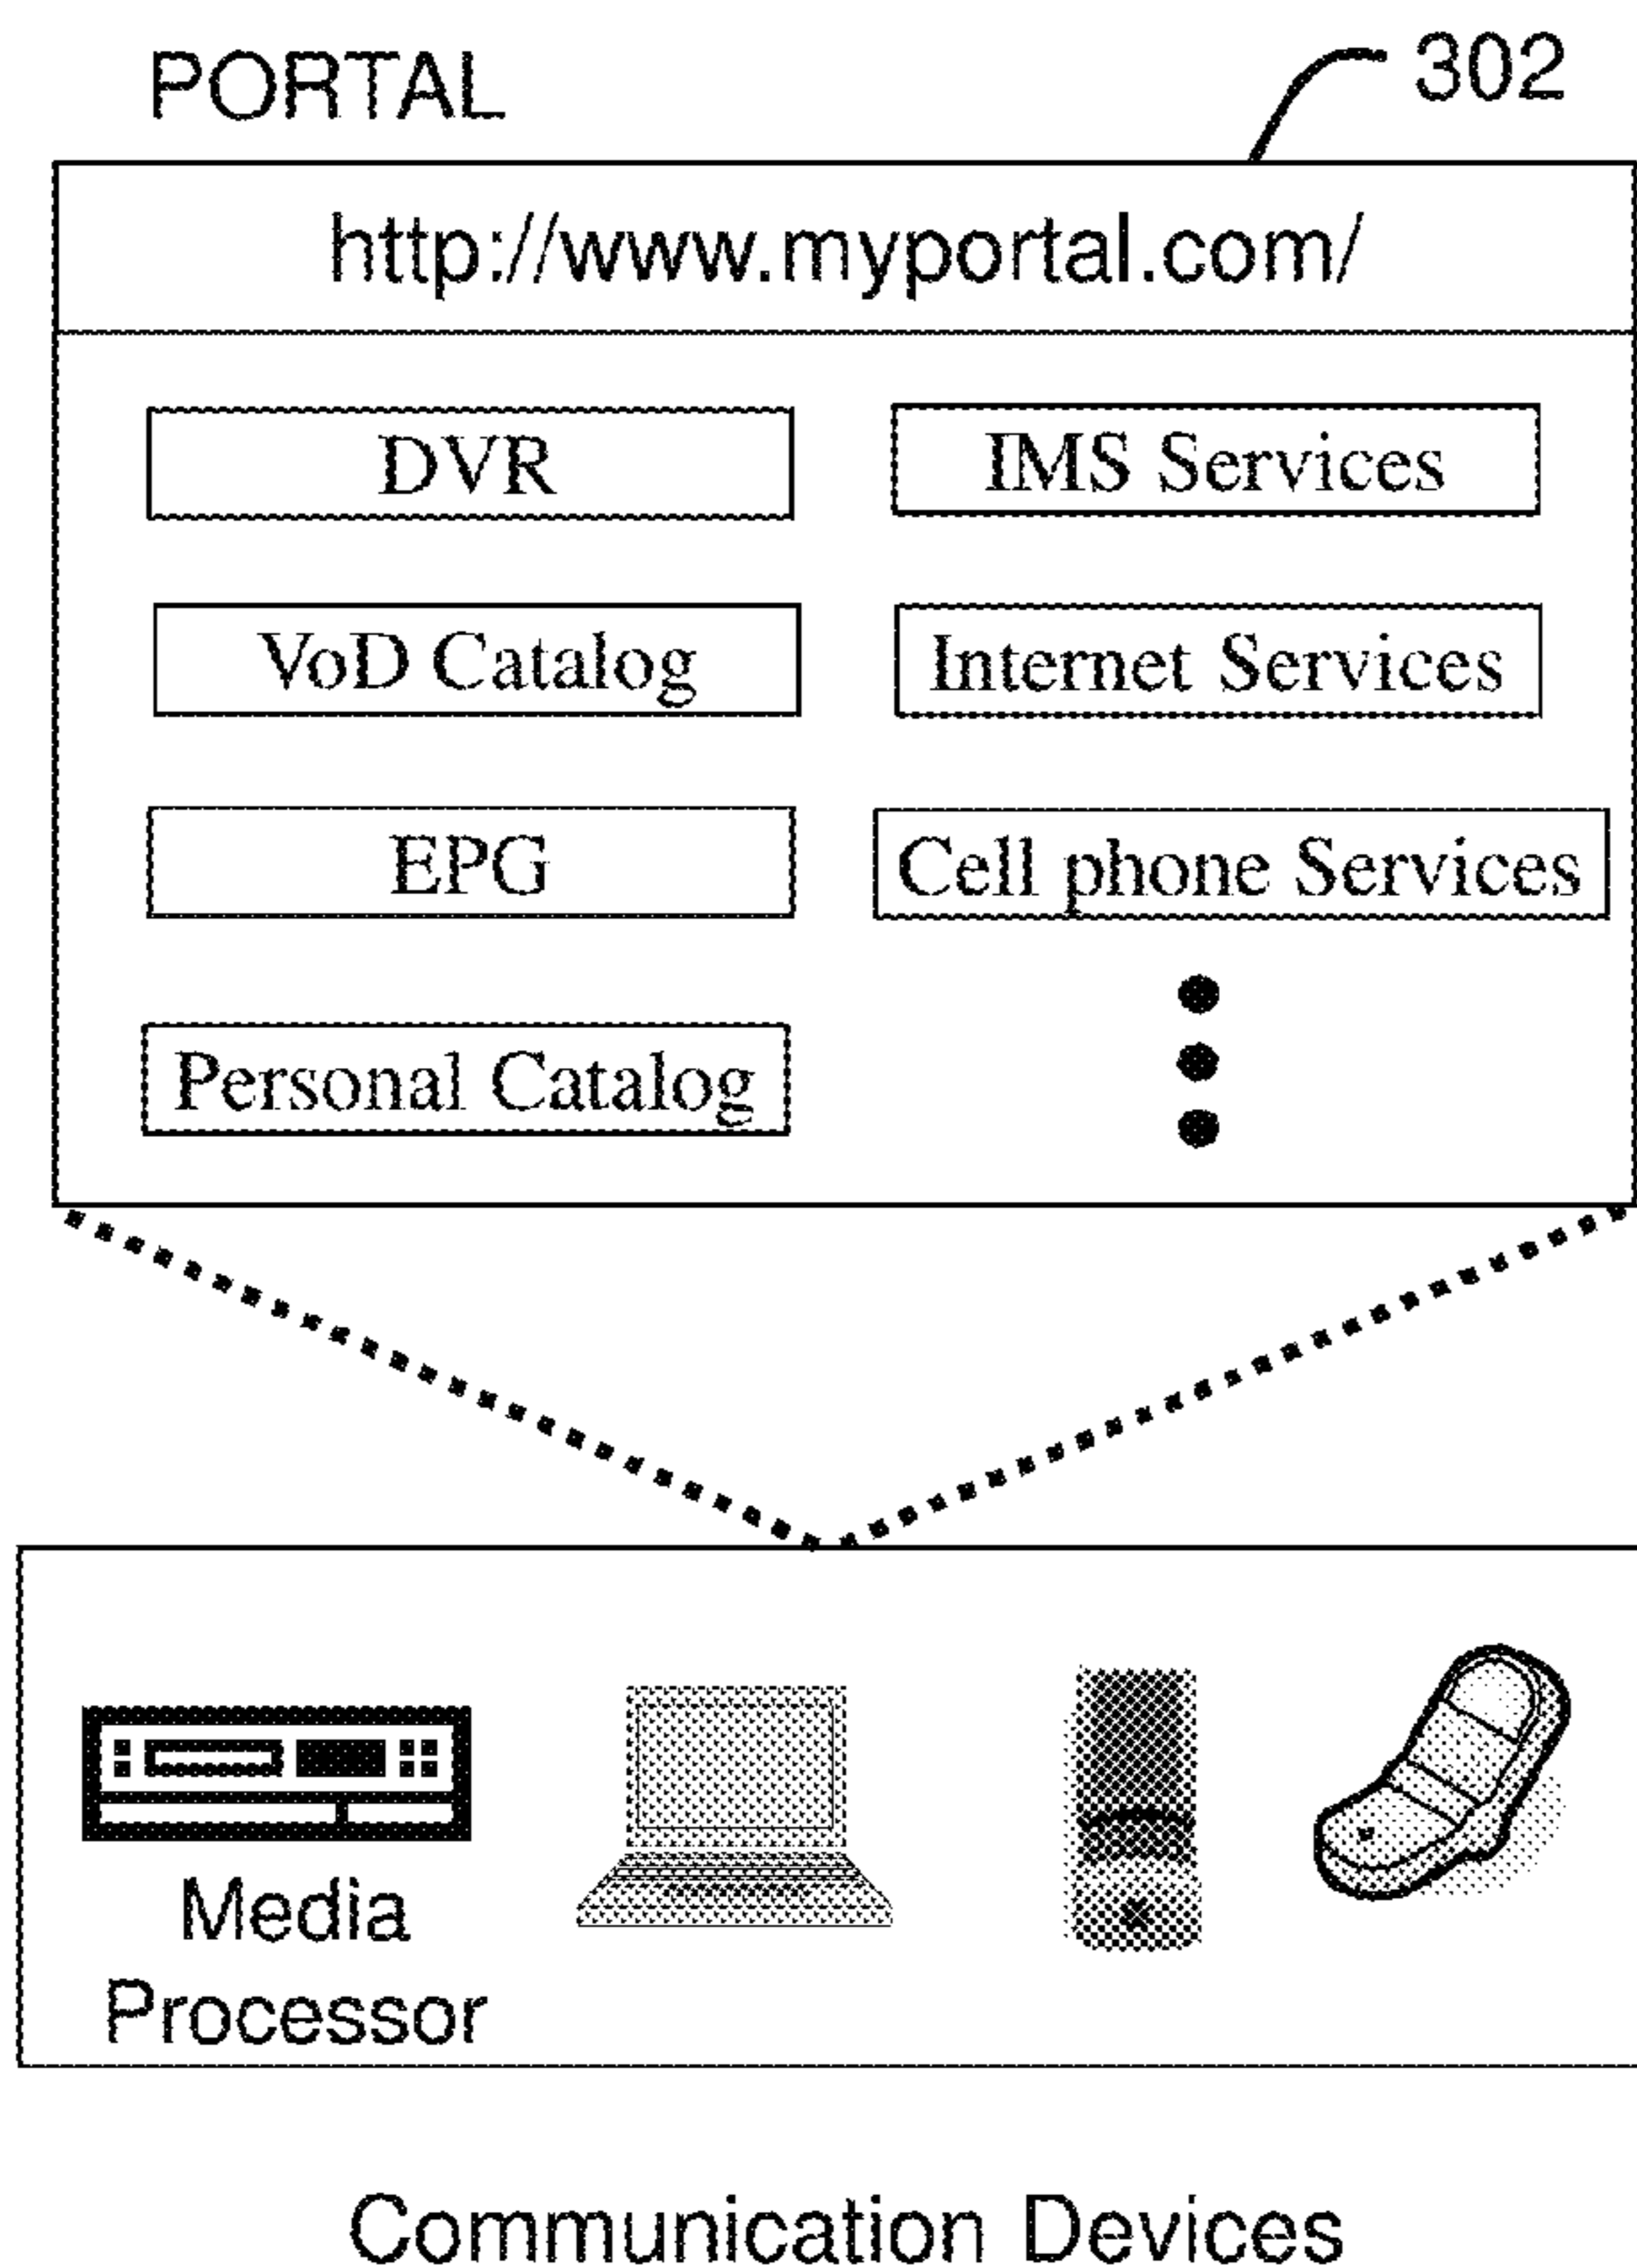 PORTAL
302
http://www.myportal.com/
DVR
IMS Services
VoD Catalog
Internet Services
EPG
Cell phone Services
Personal Catalog
Media
Processor
Communication Devices